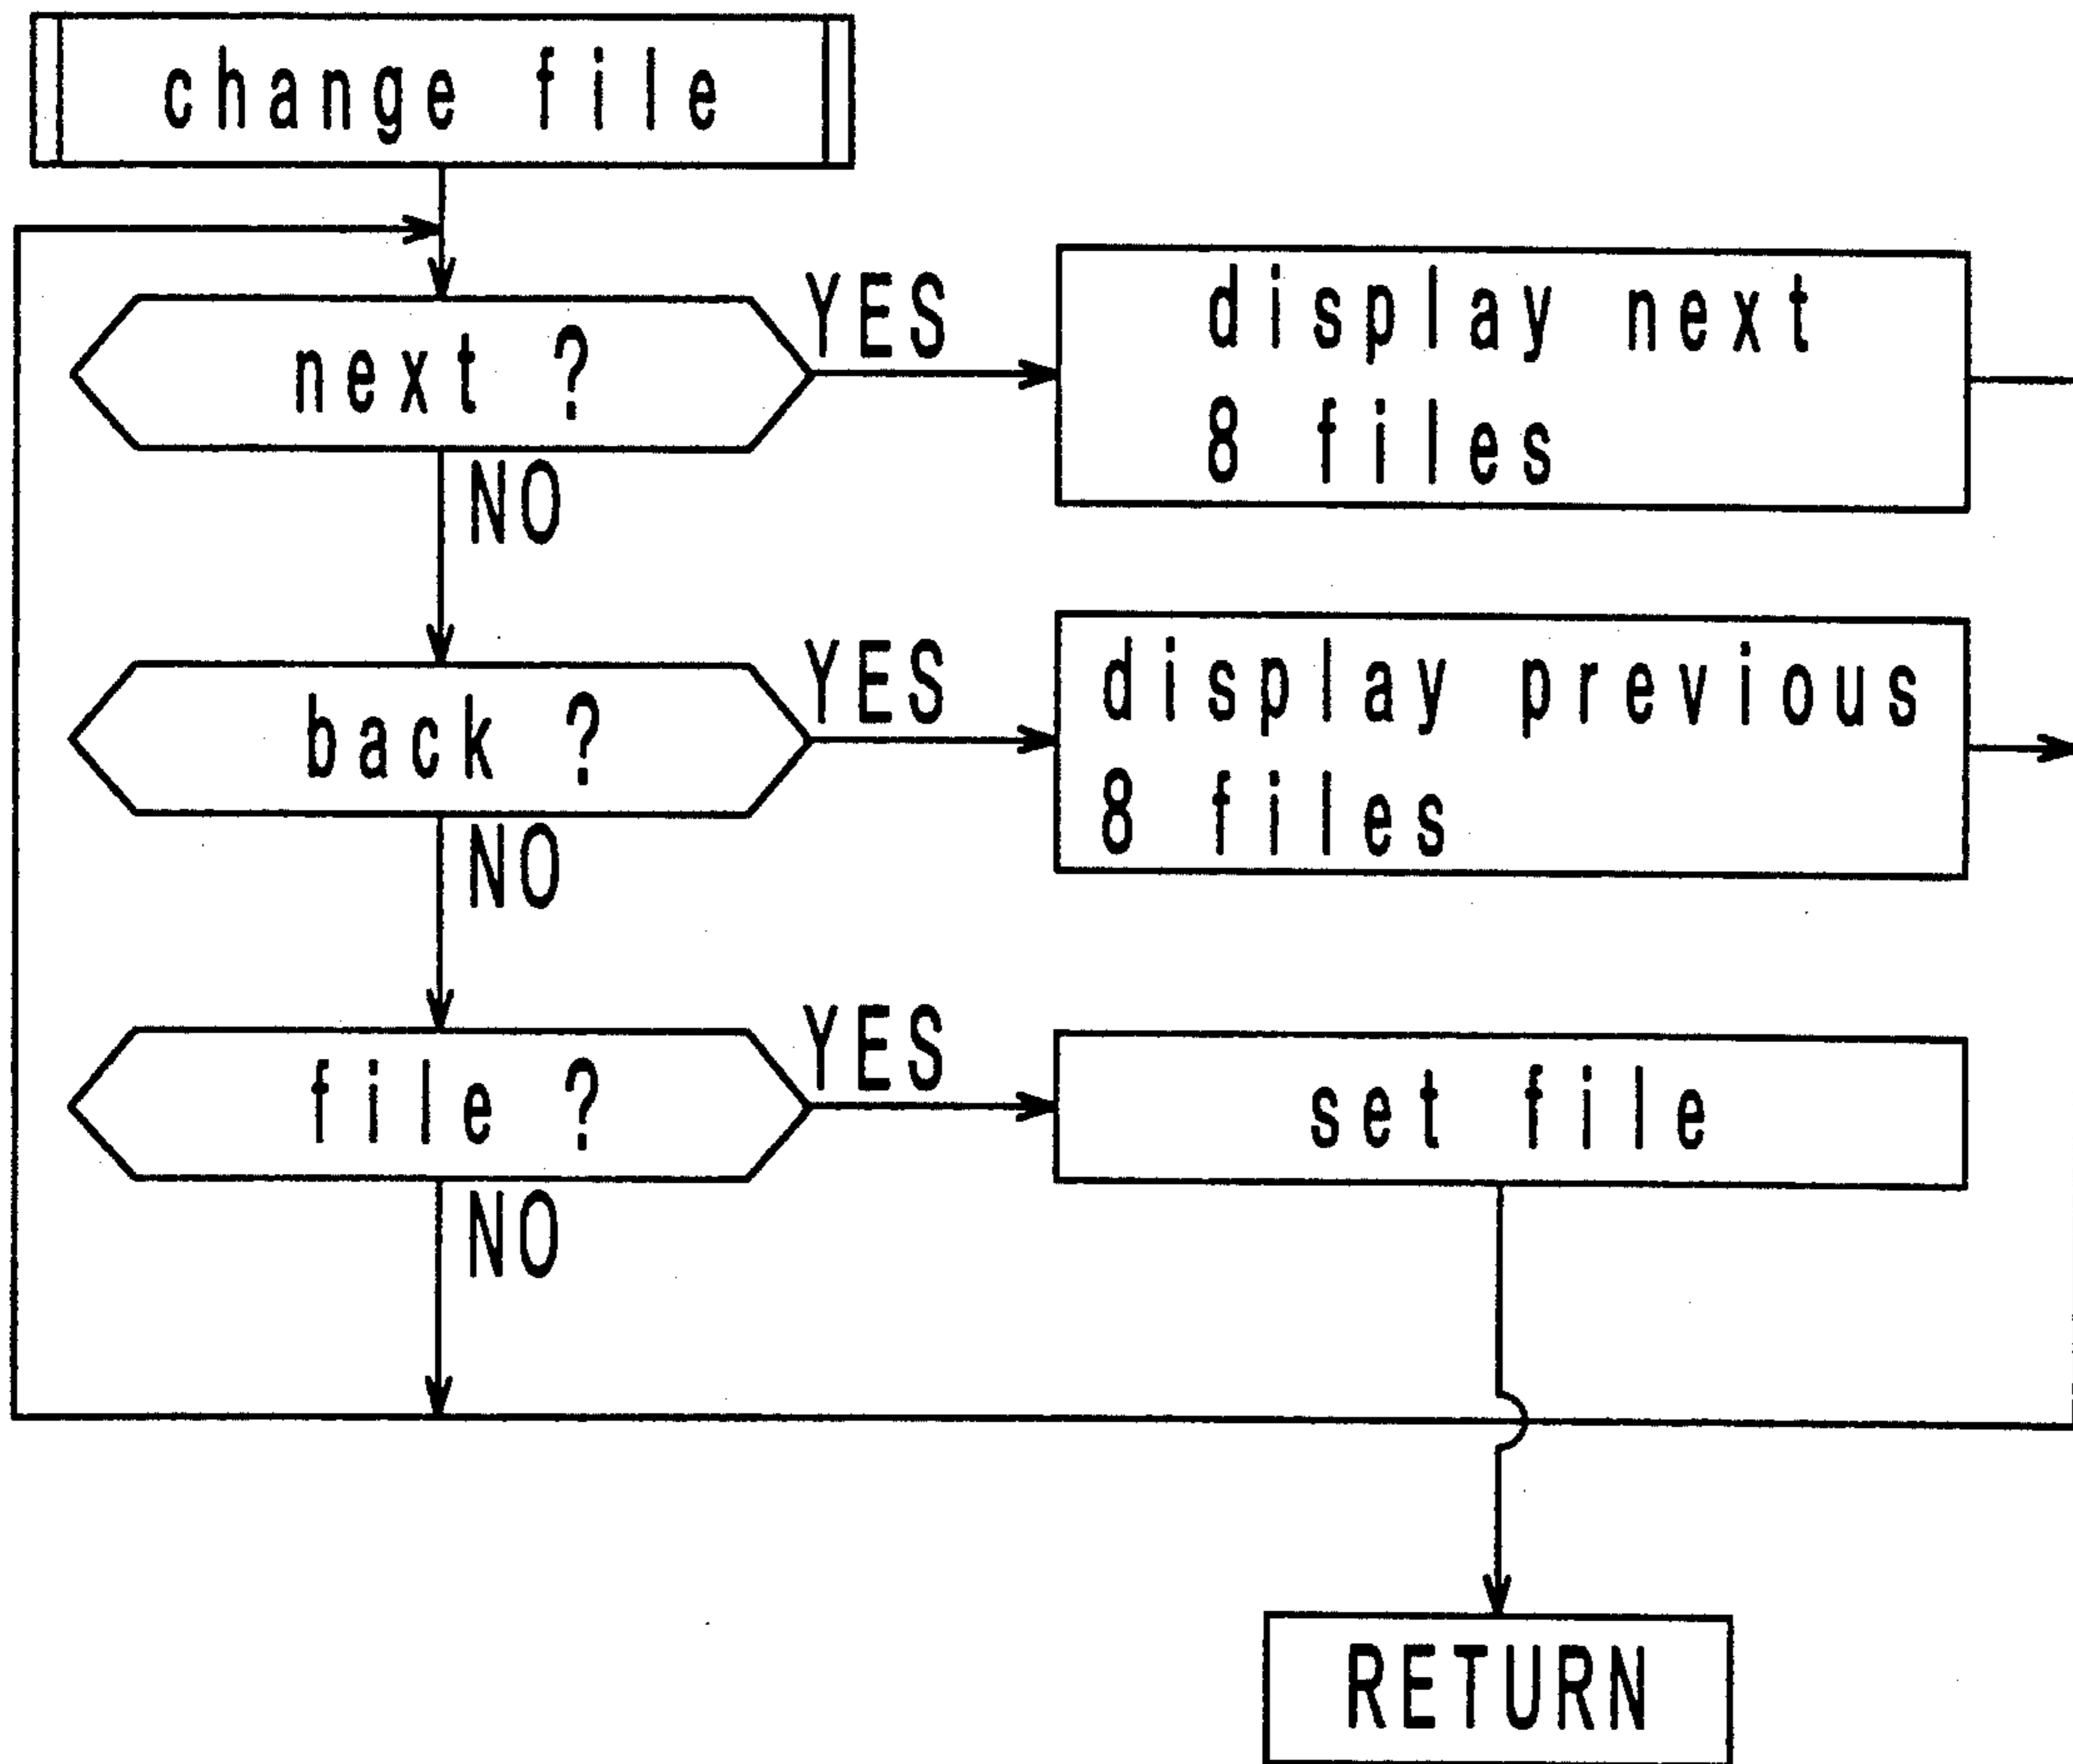 change file
next ?
YES
display next
8 files
NO
back ?
YES
display previous
8 files
NO
file ?
YES
set file
NO
RETURN